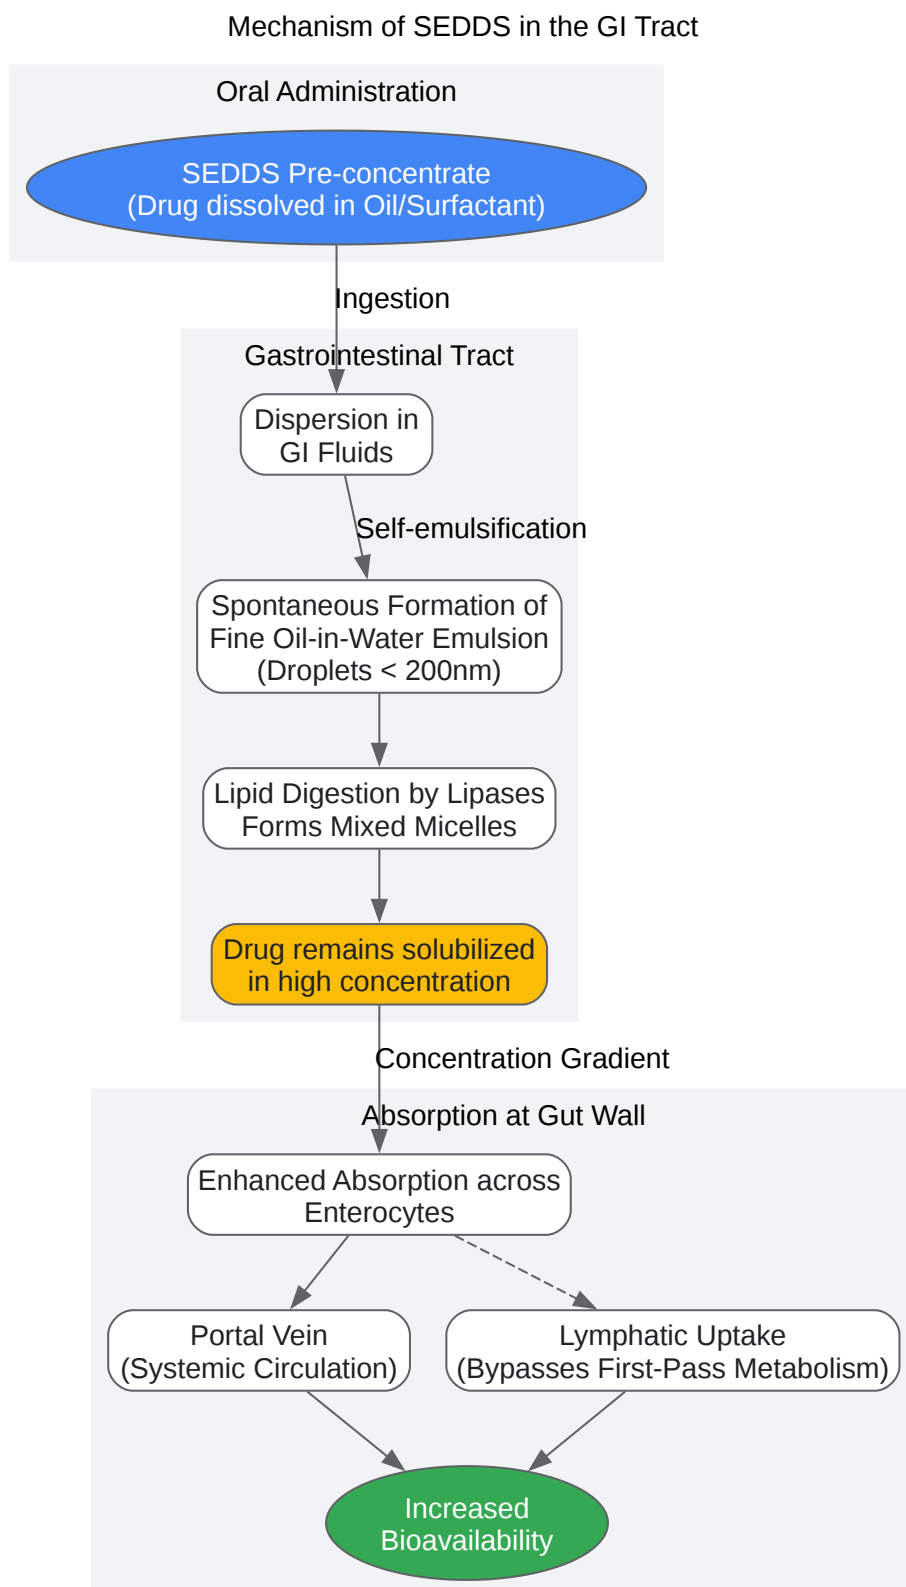 Mechanism of SEDDS in the GI Tract
Oral Administration
SEDDS Pre-concentrate
(Drug dissolved in Oil/Surfactant)
Ingestion
Gastrointestinal Tract
Dispersion in
GI Fluids
Self-emulsification
Spontaneous Formation of
Fine Oil-in-Water Emulsion
(Droplets < 200nm)
Lipid Digestion by Lipases
Forms Mixed Micelles
Drug remains solubilized
in high concentration
Concentration Gradient
Absorption at Gut Wall
Enhanced Absorption across
Enterocytes
Portal Vein
(Systemic Circulation)
Lymphatic Uptake
(Bypasses First-Pass Metabolism)
Increased
Bioavailability